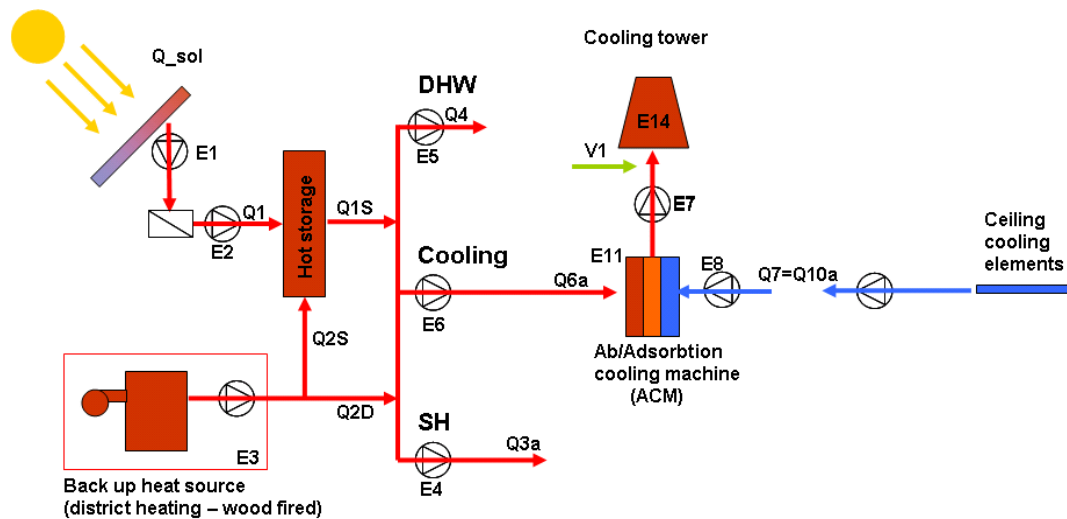 Cooling tower
Q_sol
DHW
Q4
E14
E5
V1
E1
Q1
Q1S
E7
E2
Hot storage
Cooling
E11
E8
Ceiling
cooling
elements
Q6a
Q7=Q10a
E6
Q2S
Ab/Adsorbtion
cooling machine
(ACM)
Q2D
SH
Q3a
E3
E4
Back up heat source
(district heating – wood fired)